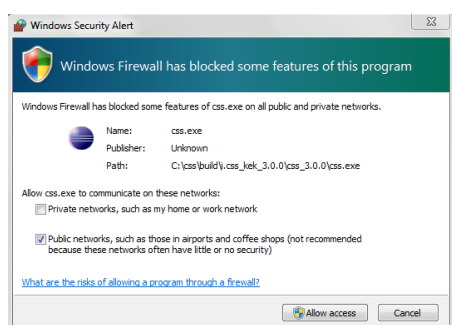 Windows Security Alert
Windows Firewall has blocked some features of this program
Windows Firewall has blocked some features of css.exe on all public and private networks.
Name: css.exe
Publisher: Unknown
Path: C:\css\build\i.css_kek_3.0.0\css_3.0.0\css.exe
Allow css.exe to communicate on these networks:
Private networks, such as my home or work network
Public networks, such as those in airports and coffee shops (not recommended
because these networks often have little or no security)
What are the risks of allowing a program through a firewall?
Allow access Cancel